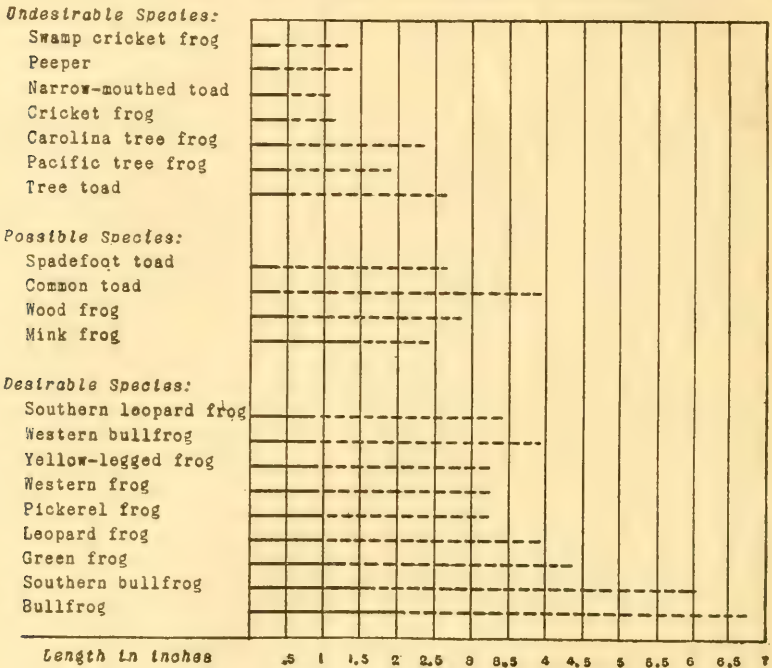 Undesirable Species:
Swamp cricket frog
Peeper
Narrow-mouthed toad
Cricket frog
Carolina tree frog
Pacific tree frog
Tree toad
Possible Species:
Spadefoot toad
Common toad
Wood frog
Mink frog
Desirable Species:
Southern leopard frog
Western bullfrog
Yellow-legged frog
Western frog
Pickerel frog
Leopard frog
Green frog
Southern bullfrog
Bullfrog
Length in inches .5 1 1.5 2 2.5 3 3.5 4 4.5 5 5.5 6 6.5 7